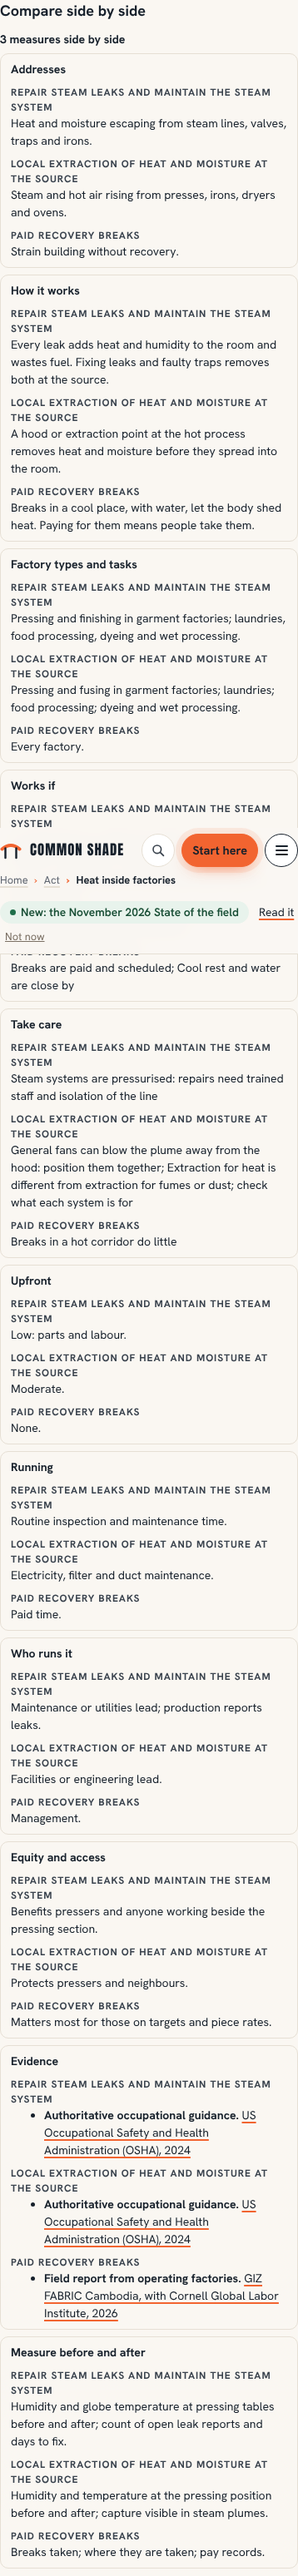 Compare side by side
3 measures side by side
Addresses
REPAIR STEAM LEAKS AND MAINTAIN THE STEAM
SYSTEM
Heat and moisture escaping from steam lines, valves,
traps and irons.
LOCAL EXTRACTION OF HEAT AND MOISTURE AT
THE SOURCE
Steam and hot air rising from presses, irons, dryers
and ovens.
PAID RECOVERY BREAKS
Strain building without recovery.
How it works
REPAIR STEAM LEAKS AND MAINTAIN THE STEAM
SYSTEM
Every leak adds heat and humidity to the room and
wastes fuel. Fixing leaks and faulty traps removes
both at the source.
LOCAL EXTRACTION OF HEAT AND MOISTURE AT
THE SOURCE
A hood or extraction point at the hot process
removes heat and moisture before they spread into
the room.
PAID RECOVERY BREAKS
Breaks in a cool place, with water, let the body shed
heat. Paying for them means people take them.
Factory types and tasks
REPAIR STEAM LEAKS AND MAINTAIN THE STEAM
SYSTEM
Pressing and finishing in garment factories; laundries,
food processing, dyeing and wet processing.
LOCAL EXTRACTION OF HEAT AND MOISTURE AT
THE SOURCE
Pressing and fusing in garment factories; laundries;
food processing; dyeing and wet processing.
PAID RECOVERY BREAKS
Every factory.
Works if
REPAIR STEAM LEAKS AND MAINTAIN THE STEAM
SYSTEM
COMMON SHADE
Start here
Home › Act › Heat inside factories
New: the November 2026 State of the field Read it
Not now
PAID RECOVERY BREAKS
Breaks are paid and scheduled; Cool rest and water
are close by
Take care
REPAIR STEAM LEAKS AND MAINTAIN THE STEAM
SYSTEM
Steam systems are pressurised: repairs need trained
staff and isolation of the line
LOCAL EXTRACTION OF HEAT AND MOISTURE AT
THE SOURCE
General fans can blow the plume away from the
hood: position them together; Extraction for heat is
different from extraction for fumes or dust; check
what each system is for
PAID RECOVERY BREAKS
Breaks in a hot corridor do little
Upfront
REPAIR STEAM LEAKS AND MAINTAIN THE STEAM
SYSTEM
Low: parts and labour.
LOCAL EXTRACTION OF HEAT AND MOISTURE AT
THE SOURCE
Moderate.
PAID RECOVERY BREAKS
None.
Running
REPAIR STEAM LEAKS AND MAINTAIN THE STEAM
SYSTEM
Routine inspection and maintenance time.
LOCAL EXTRACTION OF HEAT AND MOISTURE AT
THE SOURCE
Electricity, filter and duct maintenance.
PAID RECOVERY BREAKS
Paid time.
Who runs it
REPAIR STEAM LEAKS AND MAINTAIN THE STEAM
SYSTEM
Maintenance or utilities lead; production reports
leaks.
LOCAL EXTRACTION OF HEAT AND MOISTURE AT
THE SOURCE
Facilities or engineering lead.
PAID RECOVERY BREAKS
Management.
Equity and access
REPAIR STEAM LEAKS AND MAINTAIN THE STEAM
SYSTEM
Benefits pressers and anyone working beside the
pressing section.
LOCAL EXTRACTION OF HEAT AND MOISTURE AT
THE SOURCE
Protects pressers and neighbours.
PAID RECOVERY BREAKS
Matters most for those on targets and piece rates.
Evidence
REPAIR STEAM LEAKS AND MAINTAIN THE STEAM
SYSTEM
• Authoritative occupational guidance. US
Occupational Safety and Health
Administration (OSHA), 2024
LOCAL EXTRACTION OF HEAT AND MOISTURE AT
THE SOURCE
• Authoritative occupational guidance. US
Occupational Safety and Health
Administration (OSHA), 2024
PAID RECOVERY BREAKS
• Field report from operating factories. GIZ
FABRIC Cambodia, with Cornell Global Labor
Institute, 2026
Measure before and after
REPAIR STEAM LEAKS AND MAINTAIN THE STEAM
SYSTEM
Humidity and globe temperature at pressing tables
before and after; count of open leak reports and
days to fix.
LOCAL EXTRACTION OF HEAT AND MOISTURE AT
THE SOURCE
Humidity and temperature at the pressing position
before and after; capture visible in steam plumes.
PAID RECOVERY BREAKS
Breaks taken; where they are taken; pay records.